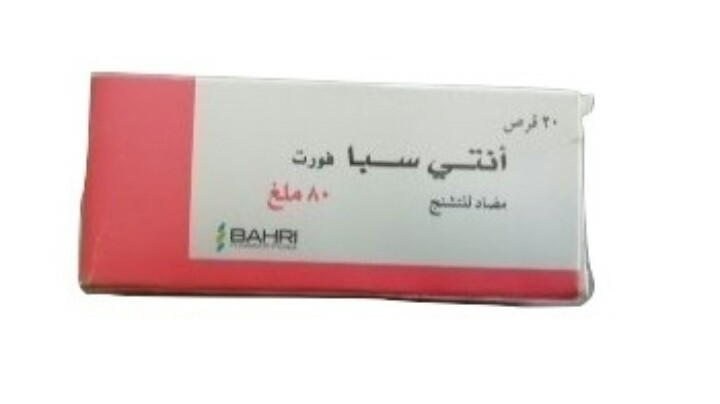 ٢٠ قرص
أنتي سبا فورت
٨٠ ملغ
مضاد للتشنج
BAHRI